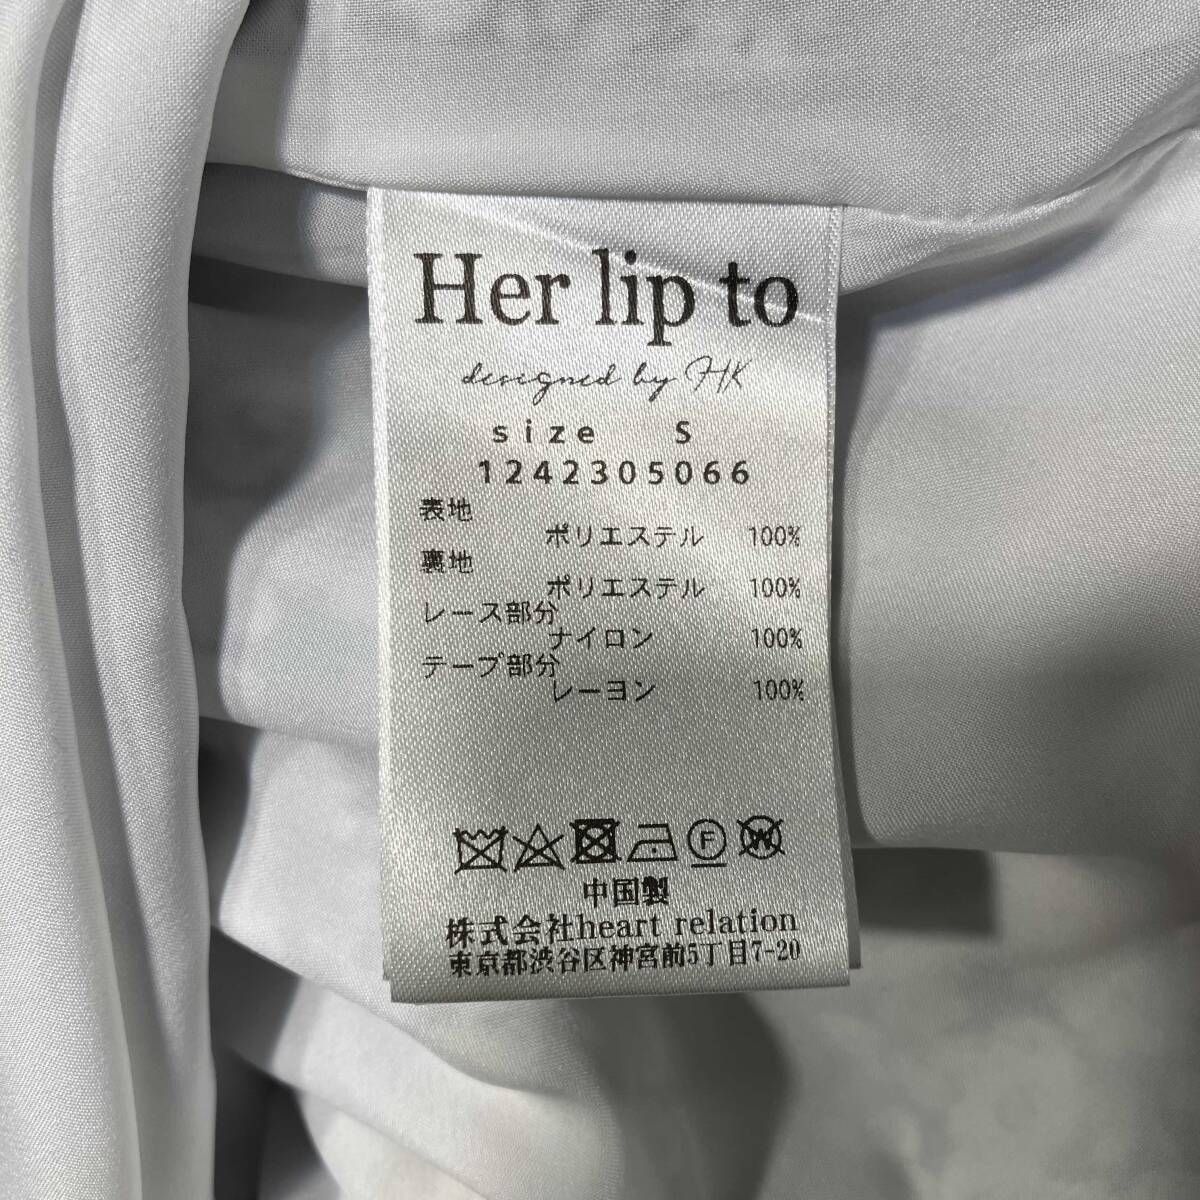 Her lip to
designed by HK
size S
1242305066
表地
ポリエステル 100%
裏地
ポリエステル 100%
レース部分
ナイロン 100%
テープ部分
レーヨン 100%
F W
中国製
株式会社heart relation
東京都渋谷区神宮前5丁目7-20